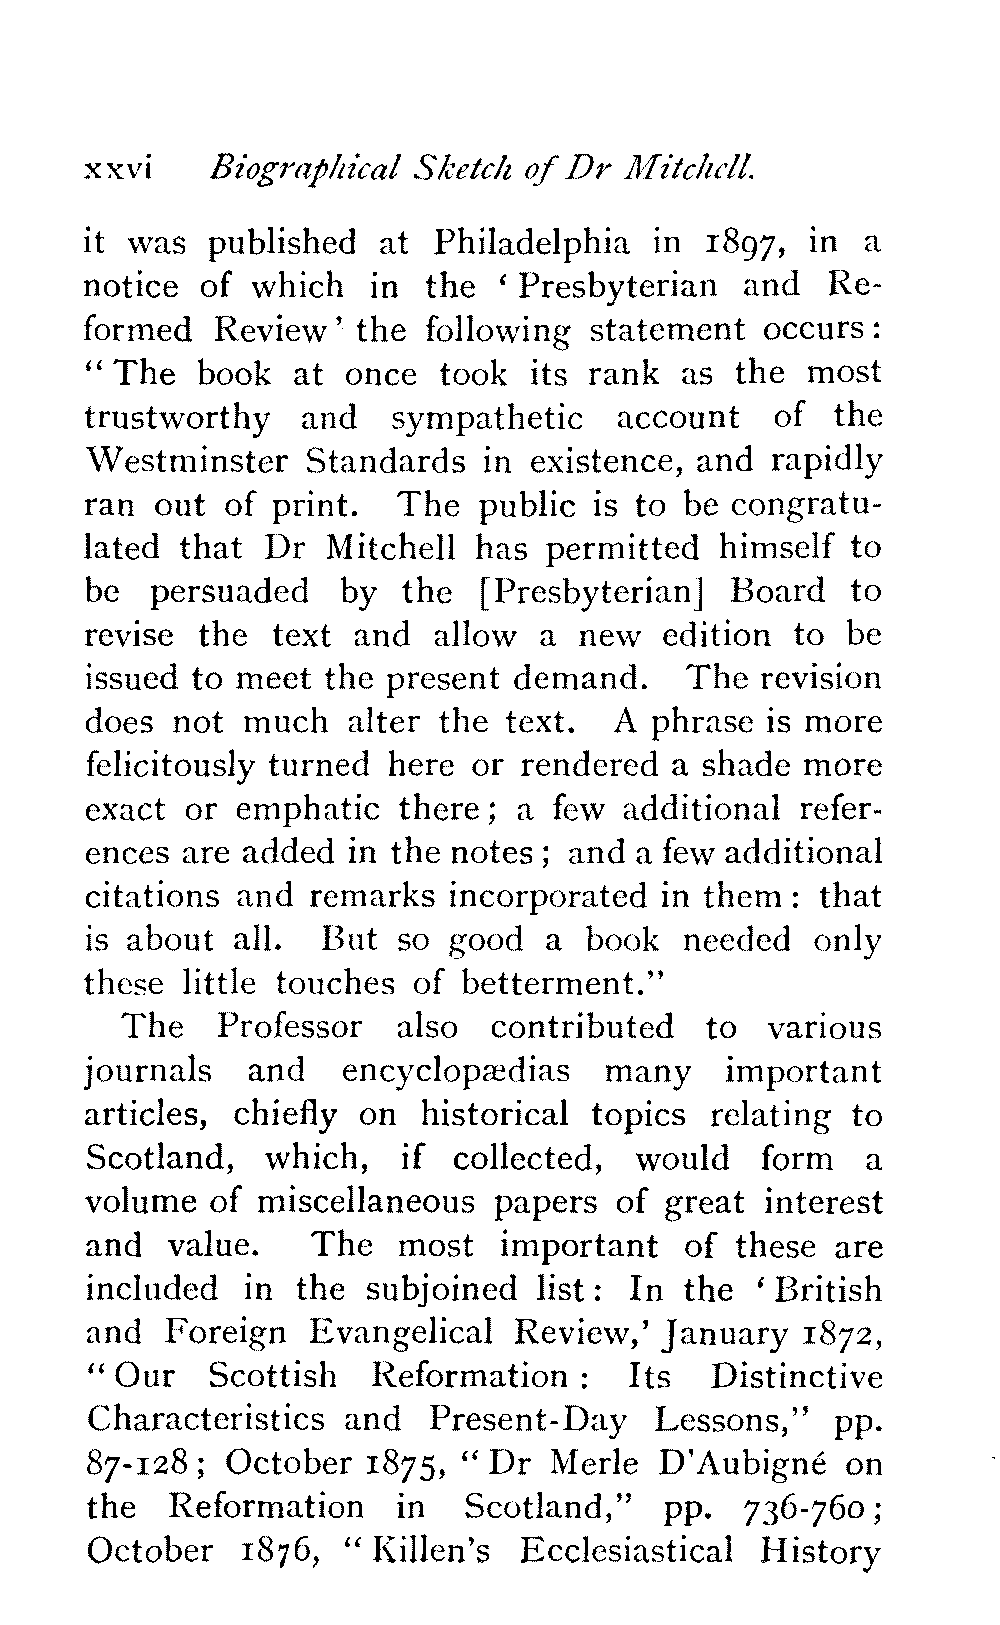 xxvi Biographical Sketch of Dr Mitchell.
it was published at Philadelphia in 1897, in a
notice of which in the ‘Presbyterian and Re-
formed Review’ the following statement occurs:
“The book at once took its rank as the most
trustworthy and sympathetic account of the
Westminster Standards in existence, and rapidly
ran out of print. The public is to be congratu-
lated that Dr Mitchell has permitted himself to
be persuaded by the [Presbyterian] Board to
revise the text and allow a new edition to be
issued to meet the present demand. The revision
does not much alter the text. A phrase is more
felicitously turned here or rendered a shade more
exact or emphatic there; a few additional refer-
ences are added in the notes; and a few additional
citations and remarks incorporated in them: that
is about all. But so good a book needed only
these little touches of betterment.”
The Professor also contributed to various
journals and encyclopædias many important
articles, chiefly on historical topics relating to
Scotland, which, if collected, would form a
volume of miscellaneous papers of great interest
and value. The most important of these are
included in the subjoined list: In the ‘British
and Foreign Evangelical Review,’ January 1872,
“Our Scottish Reformation: Its Distinctive
Characteristics and Present-Day Lessons,” pp.
87-128; October 1875, “Dr Merle D’Aubigné on
the Reformation in Scotland,” pp. 736-760;
October 1876, “Killen’s Ecclesiastical History